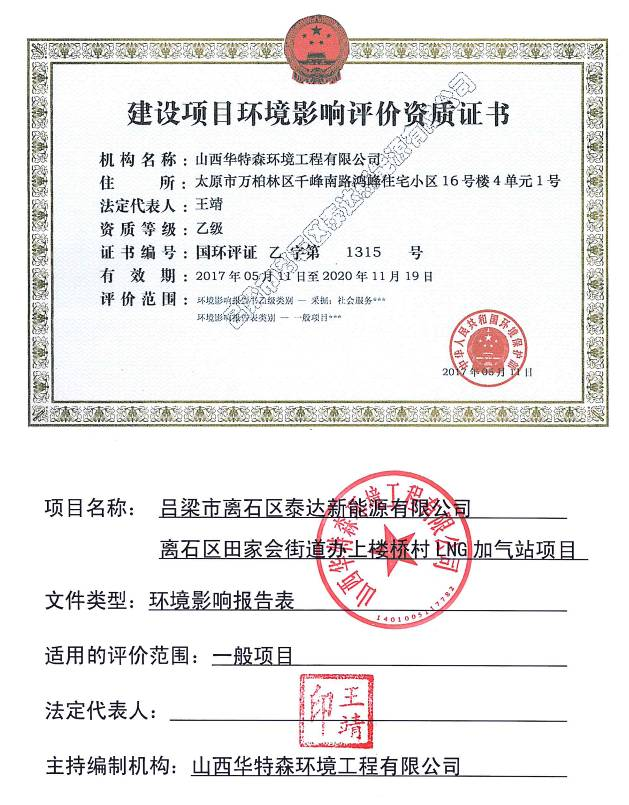 建设项目环境影响评价资质证书
机构名称：山西华特森环境工程有限公司
住 所：太原市万柏林区千峰南路鸿峰住宅小区16号楼4单元1号
法定代表人：王靖
资质等级：乙级
证书编号：国环评证 乙 字第 1315 号
有效期：2017年05月11日至2020年11月19日
评价范围：环境影响报告书乙级类别 — 采掘；社会服务***
环境影响报告表类别 — 一般项目***
中华人民共和国环境保护部
2017年05月11日
项目名称：吕梁市离石区泰达新能源有限公司
离石区田家会街道办上楼桥村LNG加气站项目
山西华特森环境工程有限公司
1401005117782
文件类型：环境影响报告表
适用的评价范围：一般项目
法定代表人：
王靖印
主持编制机构：山西华特森环境工程有限公司